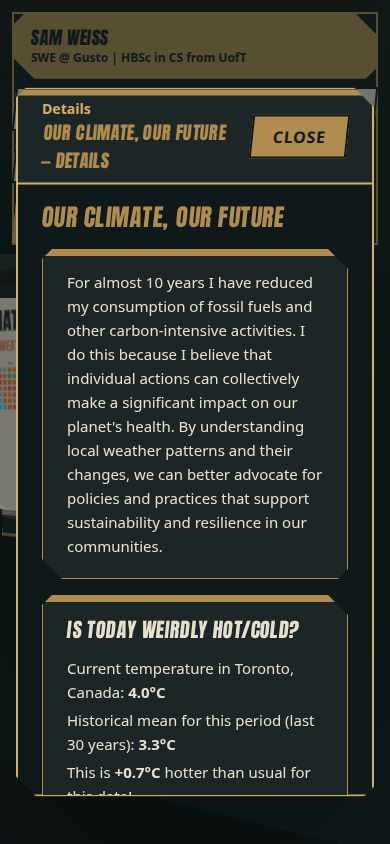 SAM WEISS
SWE @ Gusto | HBSc in CS from UofT
Details
OUR CLIMATE, OUR FUTURE
– DETAILS
CLOSE
OUR CLIMATE, OUR FUTURE
For almost 10 years I have reduced
my consumption of fossil fuels and
other carbon-intensive activities. I
do this because I believe that
individual actions can collectively
make a significant impact on our
planet's health. By understanding
local weather patterns and their
changes, we can better advocate for
policies and practices that support
sustainability and resilience in our
communities.
IS TODAY WEIRDLY HOT/COLD?
Current temperature in Toronto,
Canada: 4.0°C
Historical mean for this period (last
30 years): 3.3°C
This is +0.7°C hotter than usual for
this date!